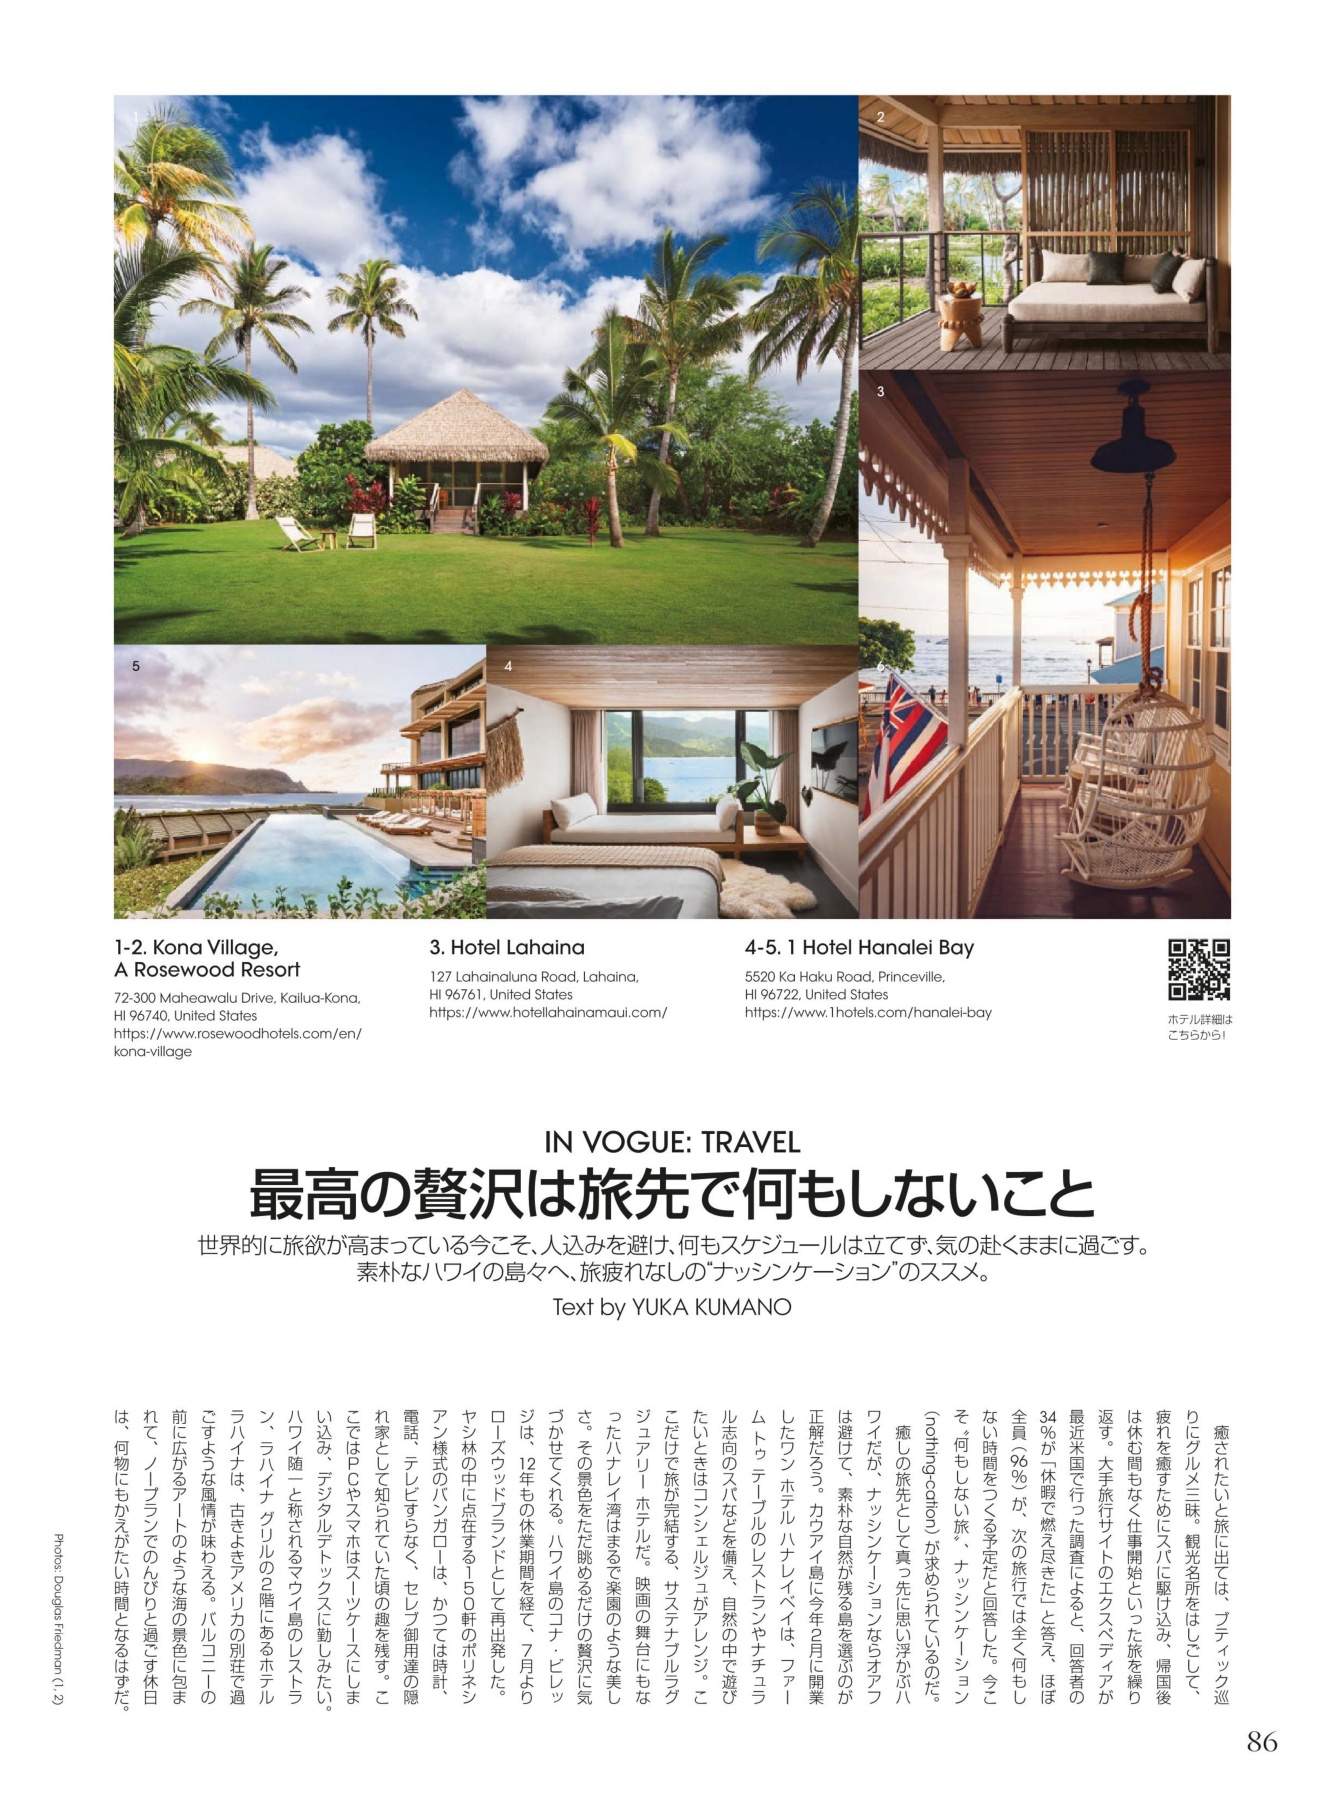 1
2
3
5
4
6
1-2. Kona Village,
A Rosewood Resort
72-300 Maheawalu Drive, Kailua-Kona,
HI 96740, United States
https://www.rosewoodhotels.com/en/
kona-village
3. Hotel Lahaina
127 Lahainaluna Road, Lahaina,
HI 96761, United States
https://www.hotellahainamaui.com/
4-5. 1 Hotel Hanalei Bay
5520 Ka Haku Road, Princeville,
HI 96722, United States
https://www.1hotels.com/hanalei-bay
ホテル詳細は
こちらから!
IN VOGUE: TRAVEL
最高の贅沢は旅先で何もしないこと
世界的に旅欲が高まっている今こそ、人込みを避け、何もスケジュールは立てず、気の赴くままに過ごす。
素朴なハワイの島々へ、旅疲れなしの“ナッシンケーション”のススメ。
Text by YUKA KUMANO
癒されたいと旅に出ては、ブティック巡
りにグルメ三昧。観光名所をはしごして、
疲れを癒すためにスパに駆け込み、帰国後
は休む間もなく仕事開始といった旅を繰り
返す。大手旅行サイトのエクスペディアが
最近米国で行った調査によると、回答者の
34%が「休暇で燃え尽きた」と答え、ほぼ
全員（96%）が、次の旅行では全く何もし
ない時間をつくる予定だと回答した。今こ
そ〝何もしない旅〟、ナッシンケーション
（nothing-cation）が求められているのだ。
癒しの旅先として真っ先に思い浮かぶハ
ワイだが、ナッシンケーションならオアフ
は避けて、素朴な自然が残る島を選ぶのが
正解だろう。カウアイ島に今年2月に開業
したワン ホテル ハナレイベイは、ファー
ム トゥ テーブルのレストランやナチュラ
ル志向のスパなどを備え、自然の中で遊び
たいときはコンシェルジュがアレンジ。こ
こだけで旅が完結する、サステナブルラグ
ジュアリー ホテルだ。映画の舞台にもな
ったハナレイ湾はまるで楽園のような美し
さ。その景色をただ眺めるだけの贅沢に気
づかせてくれる。ハワイ島のコナ・ビレッ
ジは、12年もの休業期間を経て、7月より
ローズウッドブランドとして再出発した。
ヤシ林の中に点在する150軒のポリネシ
アン様式のバンガローは、かつては時計、
電話、テレビすらなく、セレブ御用達の隠
れ家として知られていた頃の趣を残す。こ
こではPCやスマホはスーツケースにしま
い込み、デジタルデトックスに勤しみたい。
ハワイ随一と称されるマウイ島のレストラ
ン、ラハイナ グリルの2階にあるホテル
ラハイナは、古きよきアメリカの別荘で過
ごすような風情が味わえる。バルコニーの
前に広がるアートのような海の景色に包ま
れて、ノープランでのんびりと過ごす休日
は、何物にもかえがたい時間となるはずだ。
Photos: Douglas Friedman (1, 2)
86